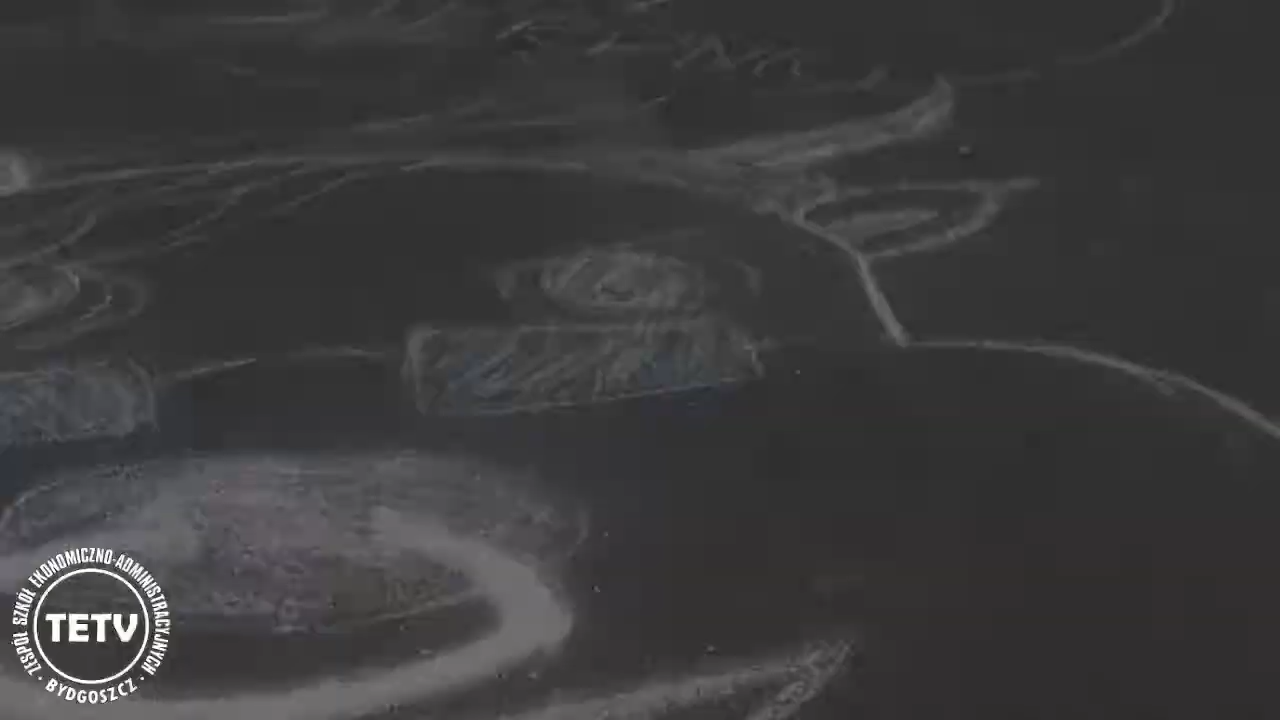 ZESPÓŁ SZKÓŁ EKONOMICZNO-ADMINISTRACYJNYCH
TETV
• BYDGOSZCZ •